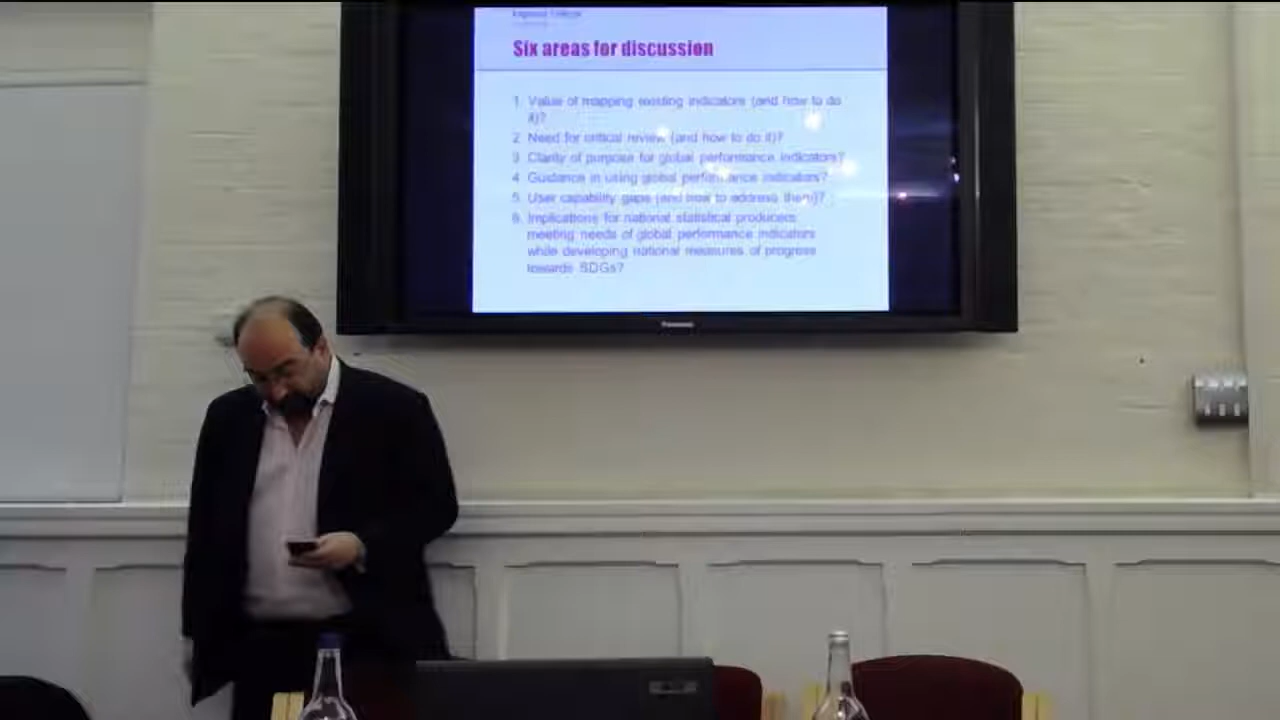 Imperial College
Six areas for discussion
1. Value of mapping existing indicators (and how to do
it)?
2. Need for critical review (and how to do it)?
3. Clarity of purpose for global performance indicators?
4. Guidance in using global performance indicators?
5. User capability gaps (and how to address them)?
6. Implications for national statistical producers
meeting needs of global performance indicators
while developing national measures of progress
towards SDGs?
Panasonic